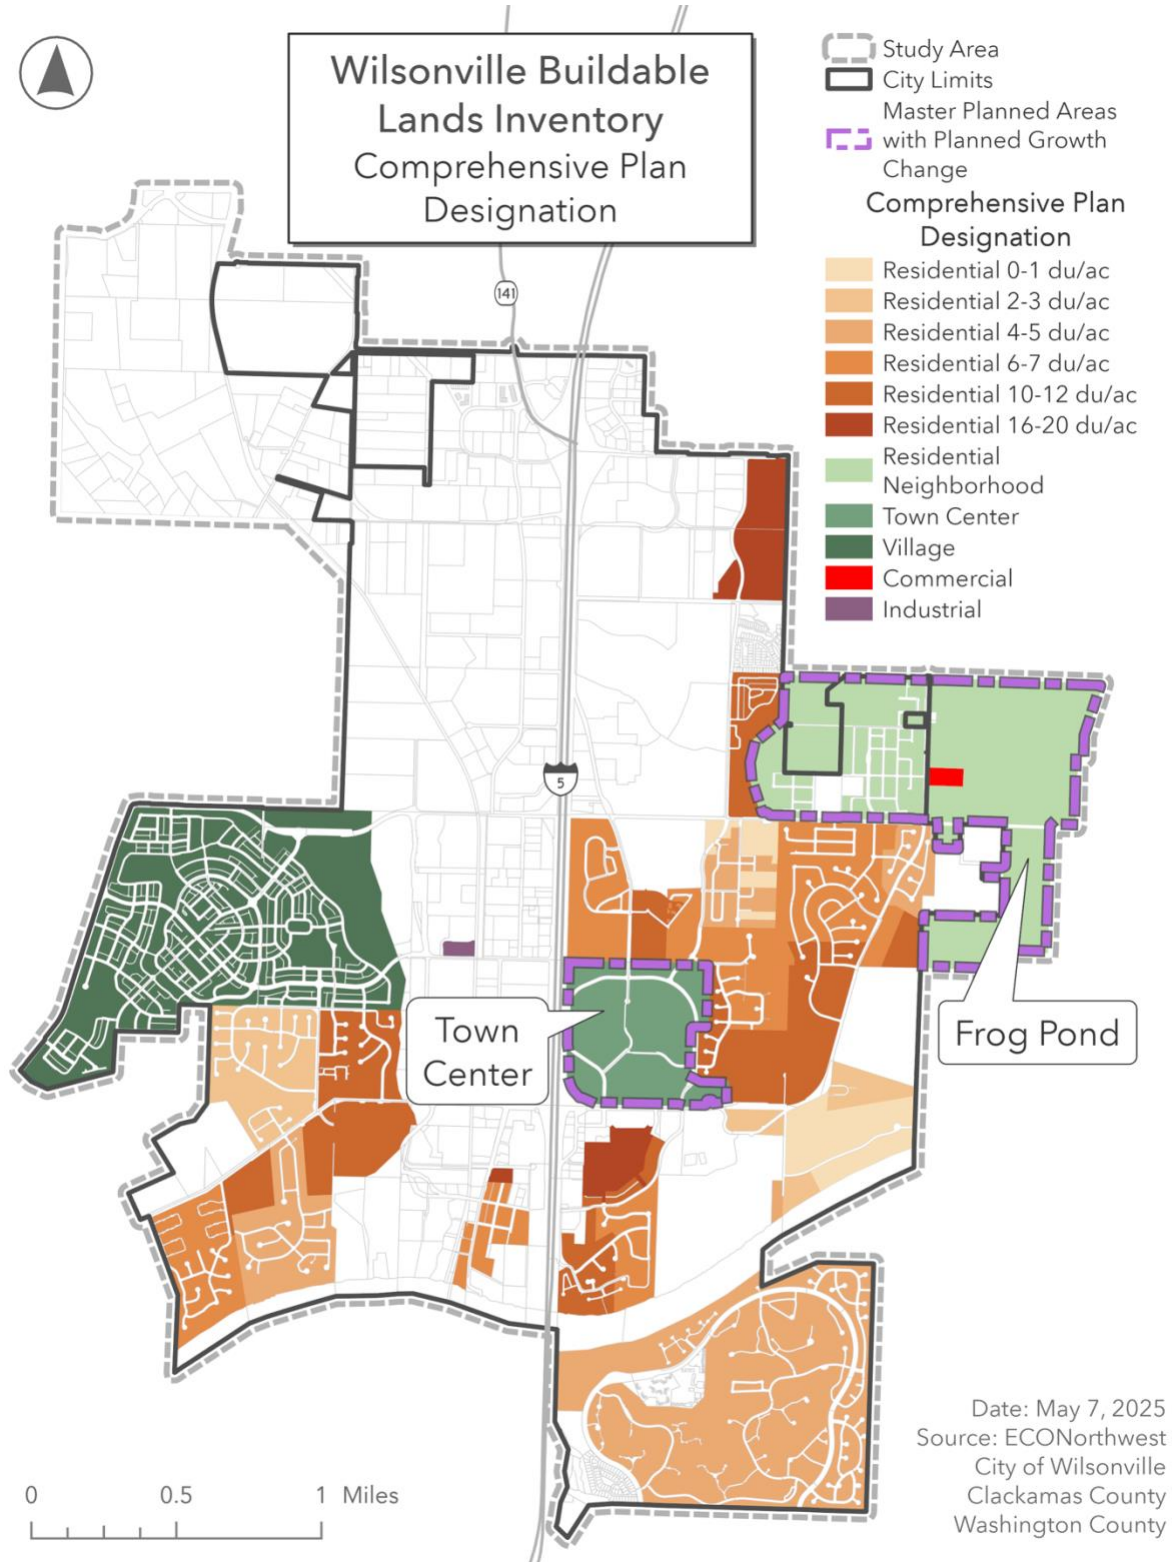 Wilsonville Buildable
Lands Inventory
Comprehensive Plan
Designation
Study Area
City Limits
Master Planned Areas
with Planned Growth
Change
Comprehensive Plan
Designation
Residential 0-1 du/ac
Residential 2-3 du/ac
Residential 4-5 du/ac
Residential 6-7 du/ac
Residential 10-12 du/ac
Residential 16-20 du/ac
Residential
Neighborhood
Town Center
Village
Commercial
Industrial
141
5
Town
Center
Frog Pond
Date: May 7, 2025
Source: ECONorthwest
City of Wilsonville
Clackamas County
Washington County
0 0.5 1 Miles